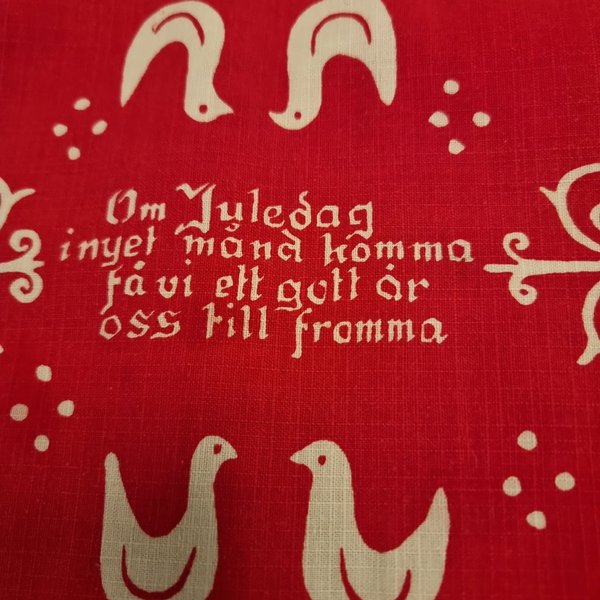 Om Juledag
inyet månd komma
få vi ett gott år
oss till fromma